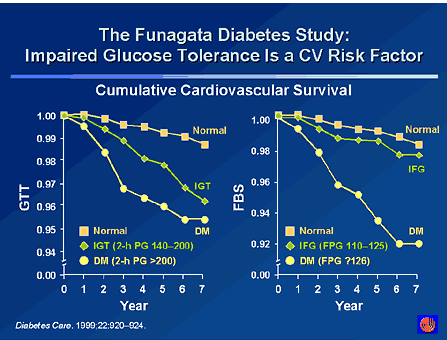 The Funagata Diabetes Study:
Impaired Glucose Tolerance Is a CV Risk Factor
Cumulative Cardiovascular Survival
GTT
1.00
0.99
0.98
0.97
0.96
0.95
0.94
0.00
Normal
IGT
DM
Normal
IGT (2-h PG 140–200)
DM (2-h PG >200)
0 1 2 3 4 5 6 7
Year
FBS
1.00
0.98
0.96
0.94
0.92
0.00
Normal
IFG
DM
Normal
IFG (FPG 110–125)
DM (FPG ?126)
0 1 2 3 4 5 6 7
Year
Diabetes Care. 1999;22:920–924.